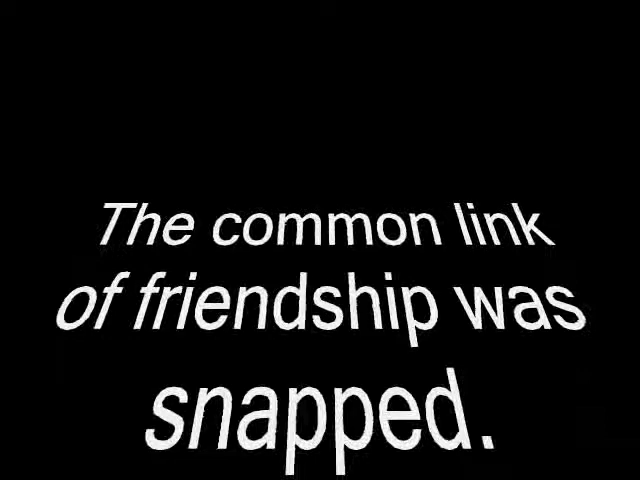 The common link
of friendship was
snapped.